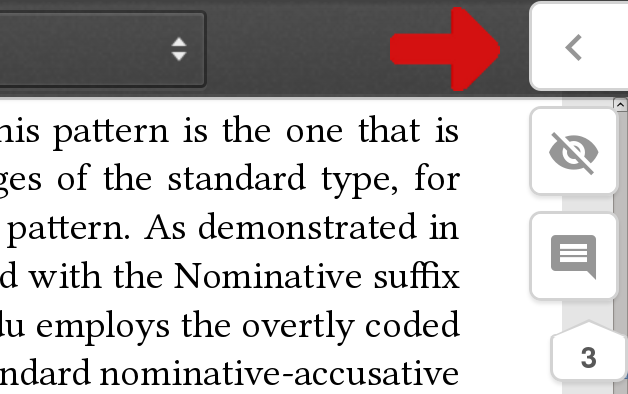 his pattern is the one that is
ges of the standard type, for
pattern. As demonstrated in
d with the Nominative suffix
du employs the overtly coded
ndard nominative-accusative
3